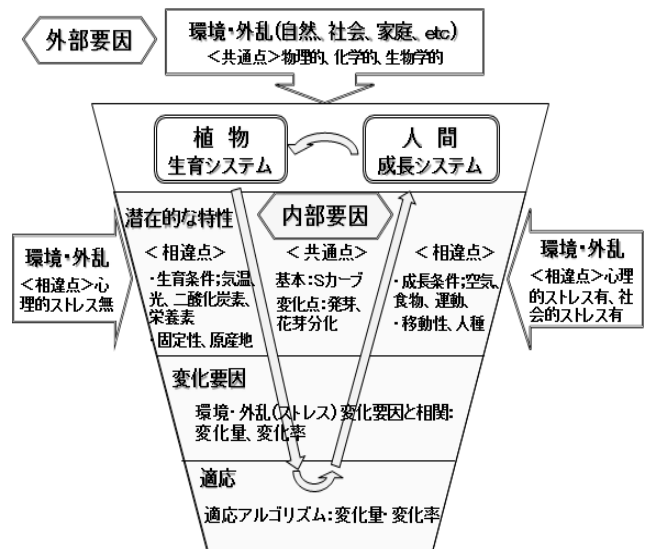 外部要因
環境・外乱(自然、社会、家庭、etc)
<共通点>物理的、化学的、生物学的
植 物
生育システム
人 間
成長システム
潜在的な特性
内部要因
<相違点>
・生育条件;気温、
光、二酸化炭素、
栄養素
・固定性、原産地
<共通点>
基本:Sカーブ
変化点:発芽、
花芽分化
<相違点>
・成長条件;空気、
食物、運動、
・移動性、人種
環境・外乱
<相違点>心
理的ストレス無
環境・外乱
<相違点>心理
的ストレス有、社
会的ストレス有
変化要因
環境・外乱(ストレス)変化要因と相関:
変化量、変化率
適応
適応アルゴリズム:変化量・変化率